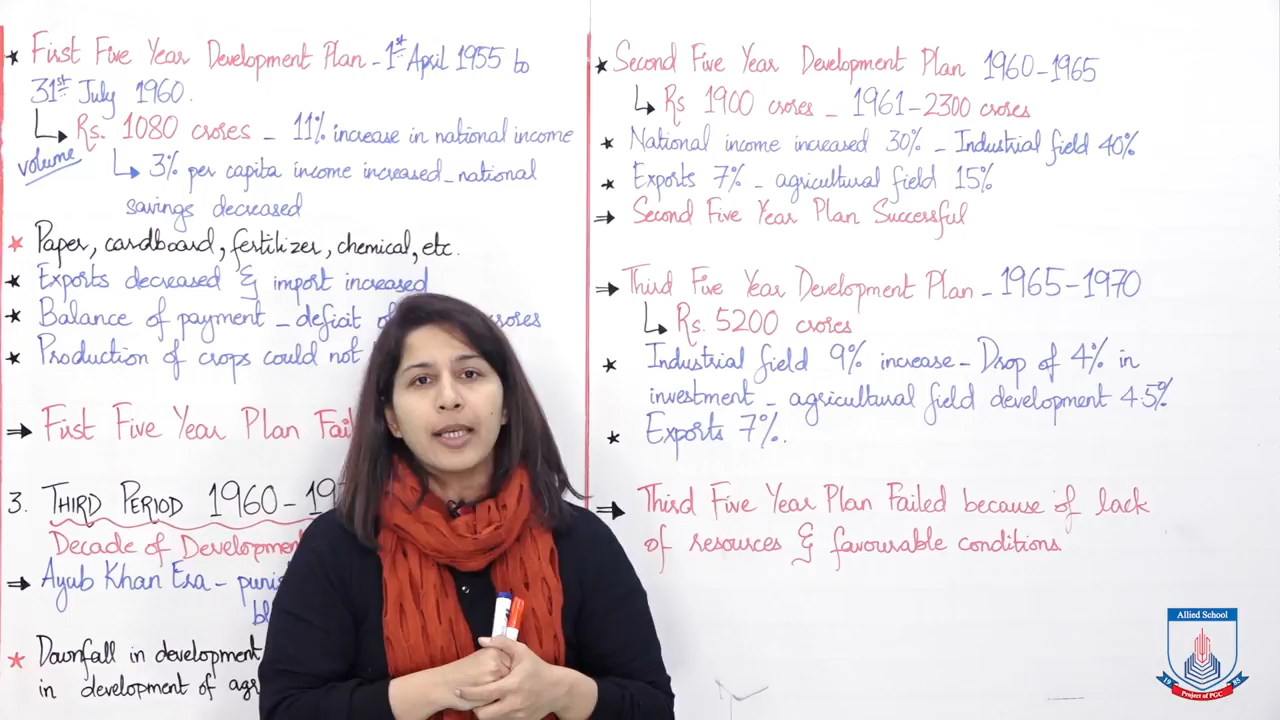 ★ First Five Year Development Plan - 1st April 1955 to
31st July 1960.
Rs. 1080 crores - 11% increase in national income
volume
3% per capita income increased - national
savings decreased
★ Paper, cardboard, fertilizer, chemical, etc.
★ Exports decreased & import increased
★ Balance of payment - deficit of crores
★ Production of crops could not
⇒ First Five Year Plan Fail
3. THIRD PERIOD 1960-19
Decade of Development
⇒ Ayub Khan Era -
★ Downfall in development
in development of
★ Second Five Year Development Plan 1960-1965
Rs 1900 crores - 1961-2300 crores
★ National income increased 30% - Industrial field 40%
★ Exports 7% - agricultural field 15%
⇒ Second Five Year Plan Successful
⇒ Third Five Year Development Plan - 1965-1970
Rs. 5200 crores
★ Industrial field 9% increase - Drop of 4% in
investment - agricultural field development 4.5%
★ Exports 7%.
⇒ Third Five Year Plan Failed because of lack
of resources & favourable conditions.
Allied School
19 85
Project of PGC